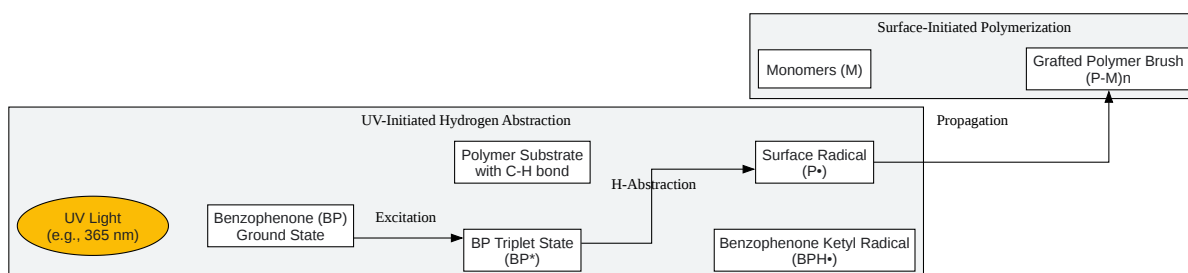 Surface-Initiated Polymerization
Monomers (M)
Grafted Polymer Brush
(P-M)n
UV-Initiated Hydrogen Abstraction
Propagation
Polymer Substrate
with C-H bond
Surface Radical
(P•)
H-Abstraction
UV Light
(e.g., 365 nm)
Benzophenone (BP)
Ground State
Excitation
BP Triplet State
(BP*)
Benzophenone Ketyl Radical
(BPH•)